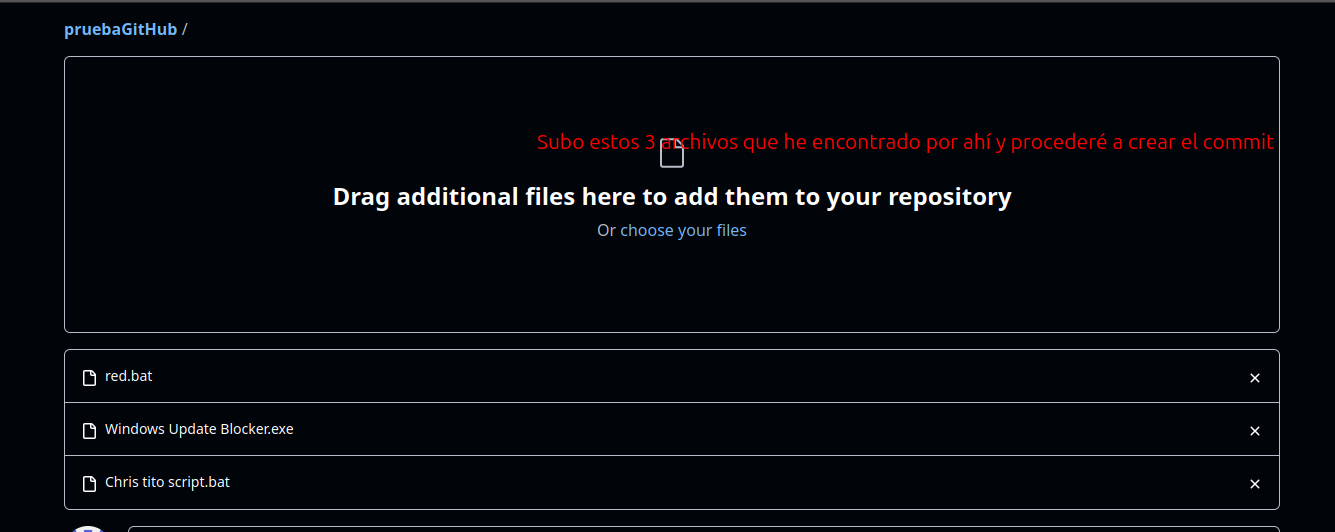 pruebaGitHub /
Subo estos 3 archivos que he encontrado por ahí y procederé a crear el commit
Drag additional files here to add them to your repository
Or choose your files
red.bat
Windows Update Blocker.exe
Chris tito script.bat